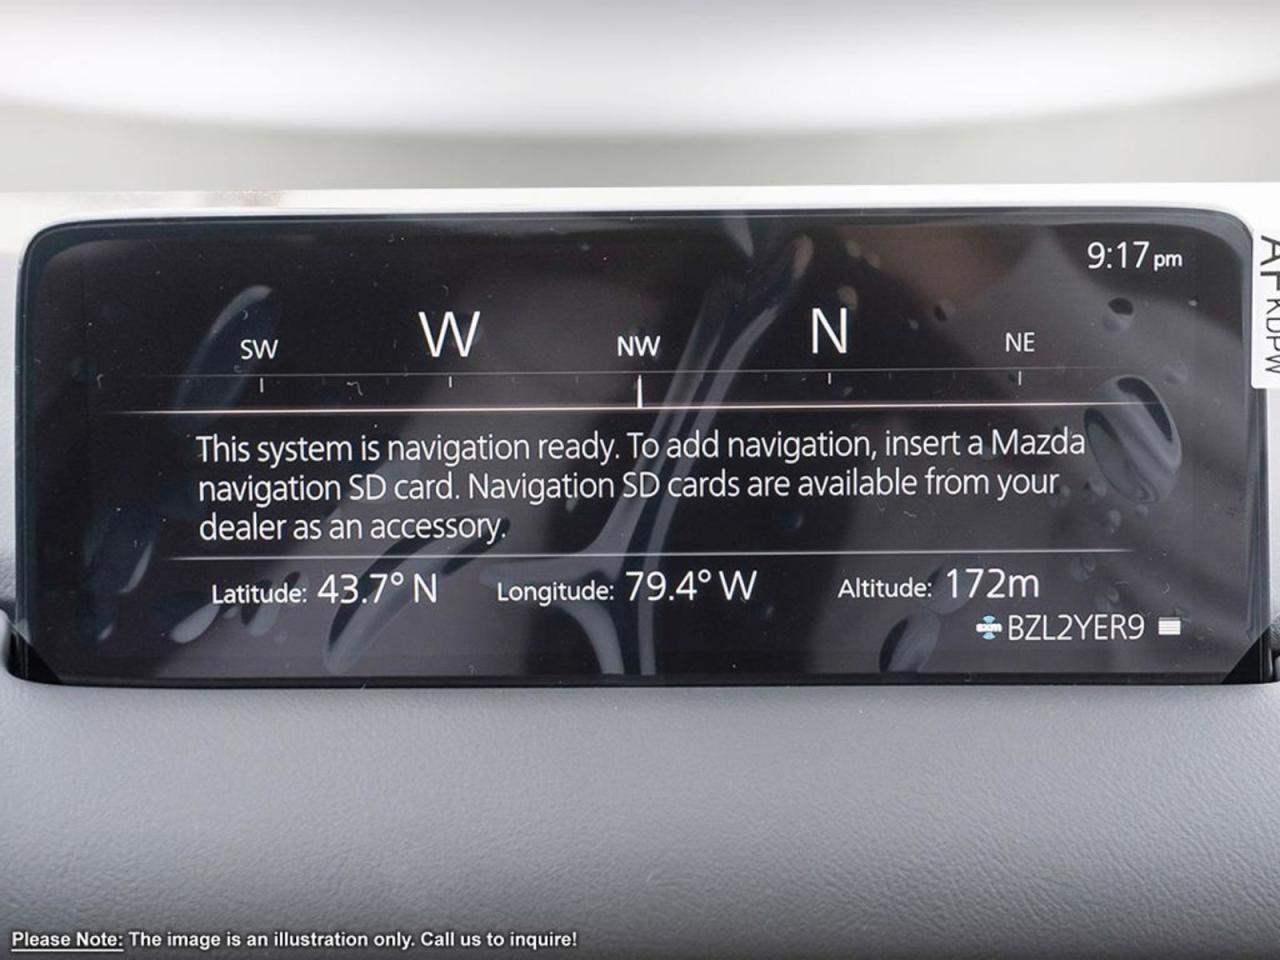 9:17 pm
SW W NW N NE
This system is navigation ready. To add navigation, insert a Mazda
navigation SD card. Navigation SD cards are available from your
dealer as an accessory.
Latitude: 43.7° N Longitude: 79.4° W Altitude: 172m
sxm BZL2YER9
Please Note: The image is an illustration only. Call us to inquire!